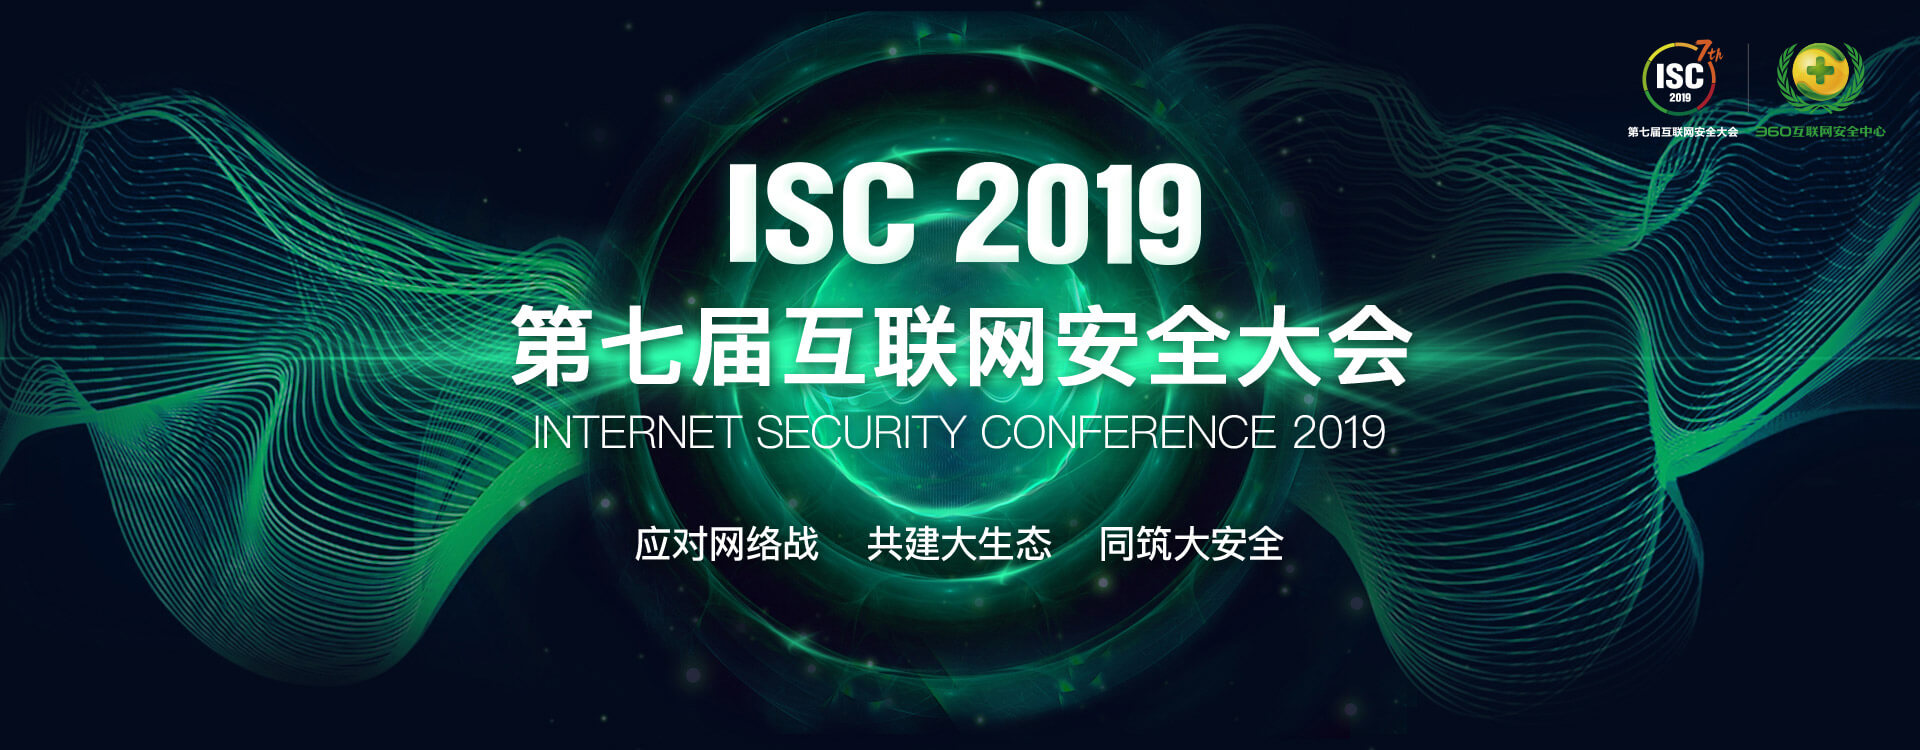 7th
ISC
2019
第七届互联网安全大会
360互联网安全中心
ISC 2019
第七届互联网安全大会
INTERNET SECURITY CONFERENCE 2019
应对网络战 共建大生态 同筑大安全